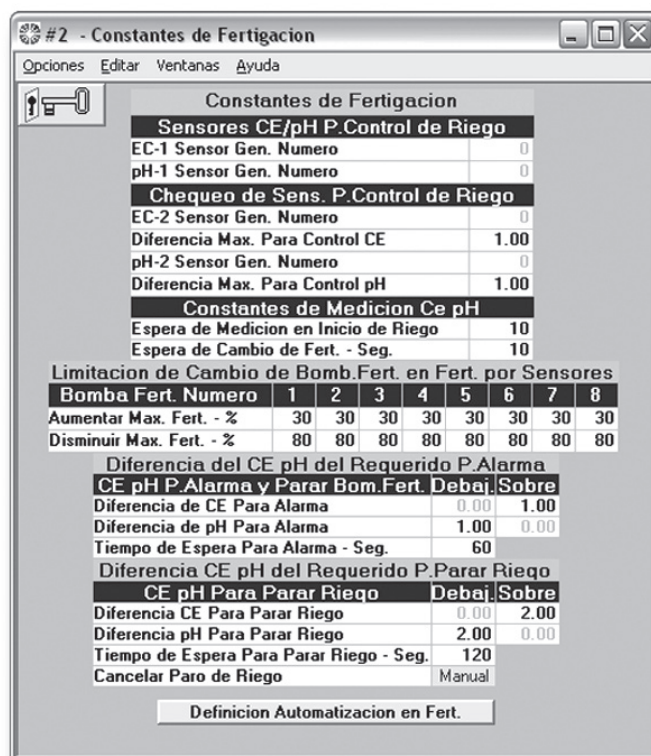 #2 - Constantes de Fertigacion
Opciones Editar Ventanas Ayuda
Constantes de Fertigacion
Sensores CE/pH P.Control de Riego
EC-1 Sensor Gen. Numero 0
pH-1 Sensor Gen. Numero 0
Chequeo de Sens. P.Control de Riego
EC-2 Sensor Gen. Numero 0
Diferencia Max. Para Control CE 1.00
pH-2 Sensor Gen. Numero 0
Diferencia Max. Para Control pH 1.00
Constantes de Medicion Ce pH
Espera de Medicion en Inicio de Riego 10
Espera de Cambio de Fert. - Seg. 10
Limitacion de Cambio de Bomb.Fert. en Fert. por Sensores
Bomba Fert. Numero 1 2 3 4 5 6 7 8
Aumentar Max. Fert. - % 30 30 30 30 30 30 30 30
Disminuir Max. Fert. - % 80 80 80 80 80 80 80 80
Diferencia del CE pH del Requerido P.Alarma
CE pH P.Alarma y Parar Bom.Fert. Debaj. Sobre
Diferencia de CE Para Alarma 0.00 1.00
Diferencia de pH Para Alarma 1.00 0.00
Tiempo de Espera Para Alarma - Seg. 60
Diferencia CE pH del Requerido P.Parar Riego
CE pH Para Parar Riego Debaj. Sobre
Diferencia CE Para Parar Riego 0.00 2.00
Diferencia pH Para Parar Riego 2.00 0.00
Tiempo de Espera Para Parar Riego - Seg. 120
Cancelar Paro de Riego Manual
Definicion Automatizacion en Fert.